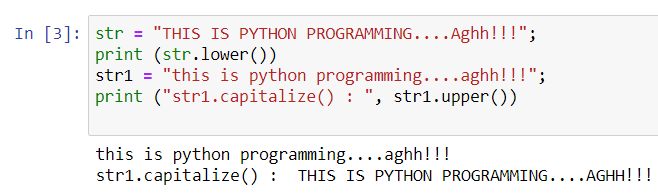 In [3]: str = "THIS IS PYTHON PROGRAMMING....Aghh!!!";
print (str.lower())
str1 = "this is python programming....aghh!!!";
print ("str1.capitalize() : ", str1.upper())
this is python programming....aghh!!!
str1.capitalize() :  THIS IS PYTHON PROGRAMMING....AGHH!!!